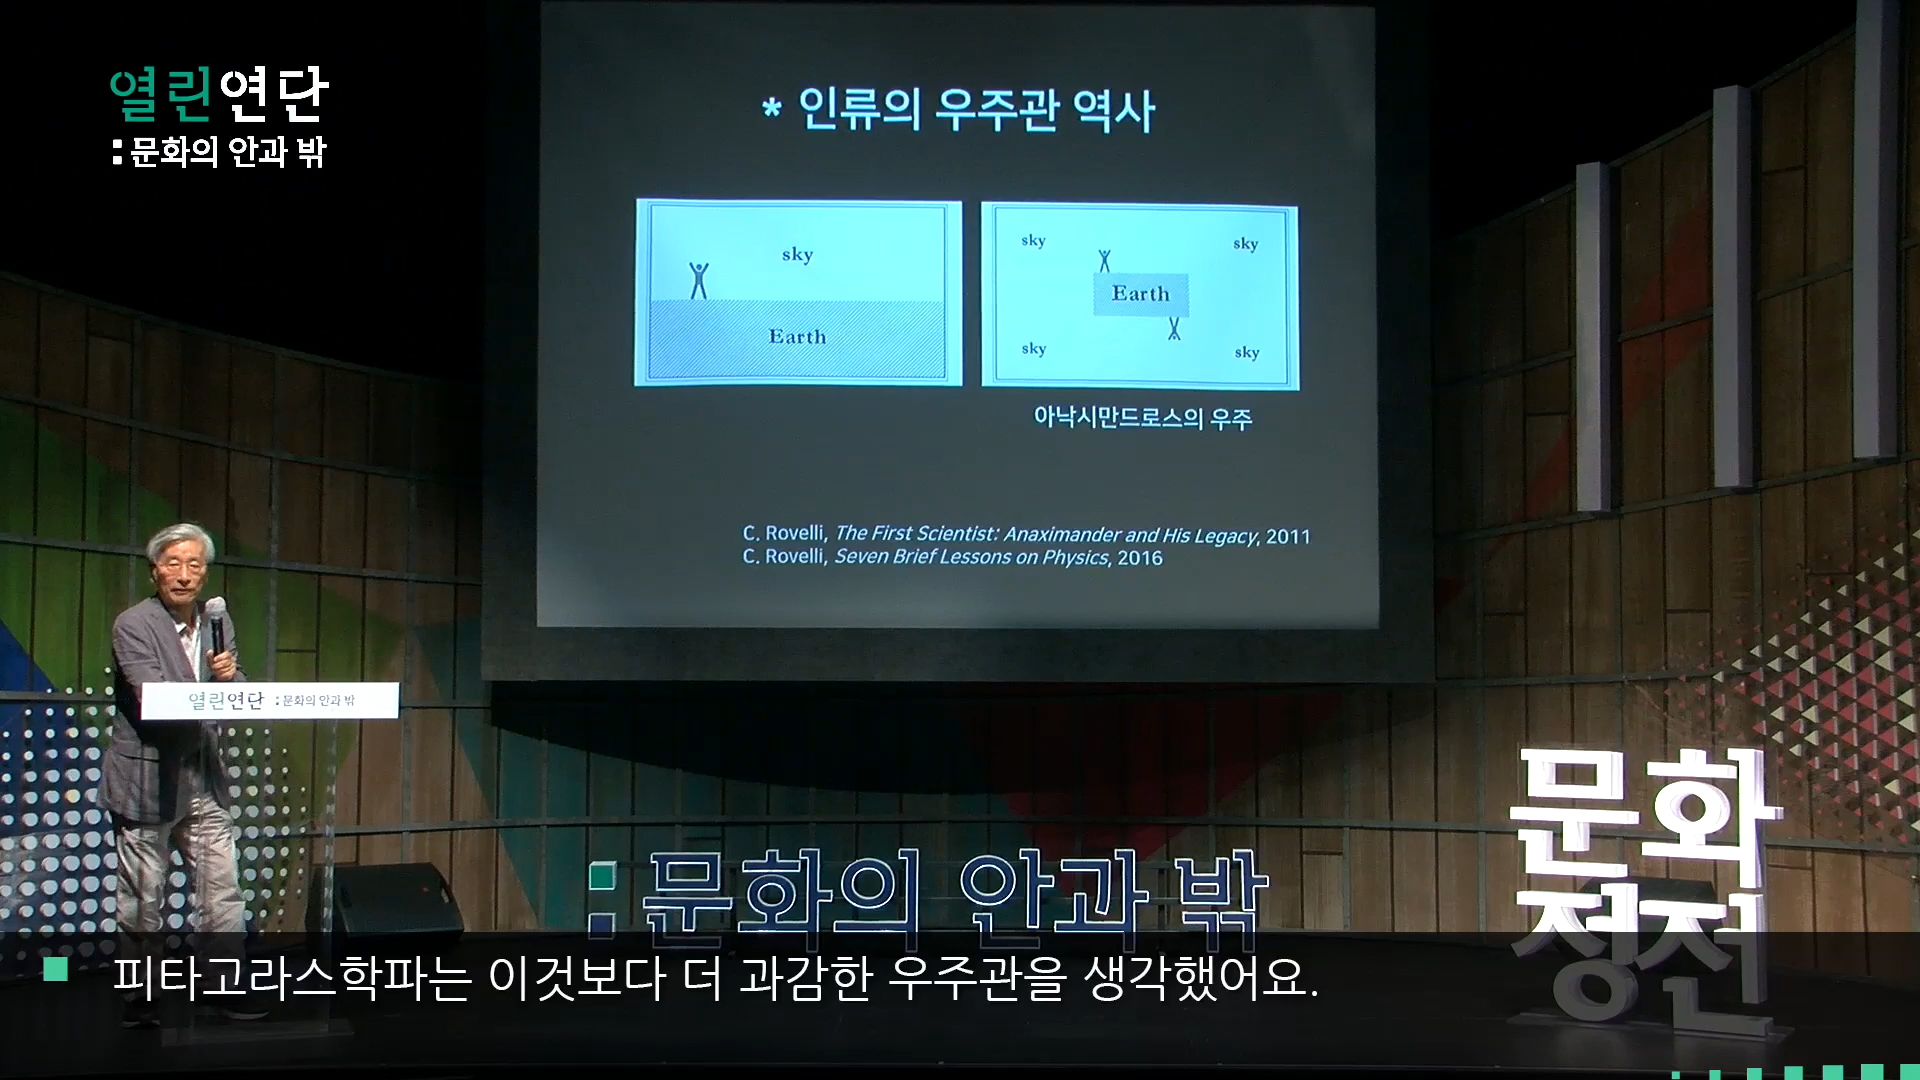 열린연단
:문화의 안과 밖
* 인류의 우주관 역사
sky
Earth
sky
sky
Earth
sky
sky
아낙시만드로스의 우주
C. Rovelli, The First Scientist: Anaximander and His Legacy, 2011
C. Rovelli, Seven Brief Lessons on Physics, 2016
열린연단 :문화의 안과 밖
:문화의 안과 밖
문화
정전
피타고라스학파는 이것보다 더 과감한 우주관을 생각했어요.